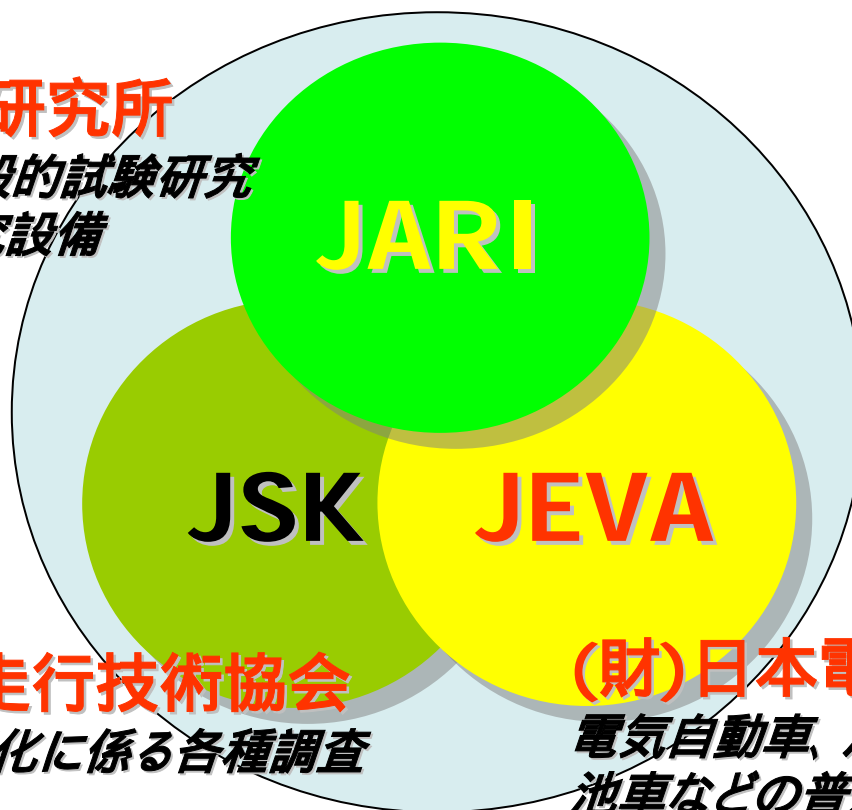 研究所
般的試験研究
究設備
JARI
JSK
JEVA
走行技術協会
化に係る各種調査
(財)日本電
電気自動車、
池車などの普